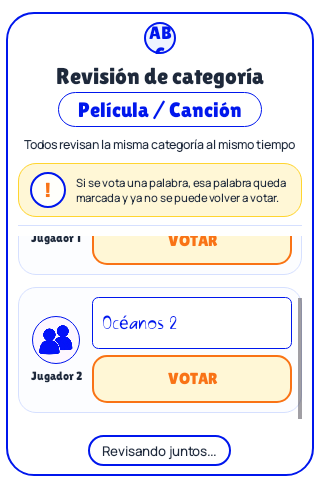 AB
Revisión de categoría
Película / Canción
Todos revisan la misma categoría al mismo tiempo
!
Si se vota una palabra, esa palabra queda
marcada y ya no se puede volver a votar.
Jugador 1
VOTAR
Océanos 2
Jugador 2
VOTAR
Revisando juntos...